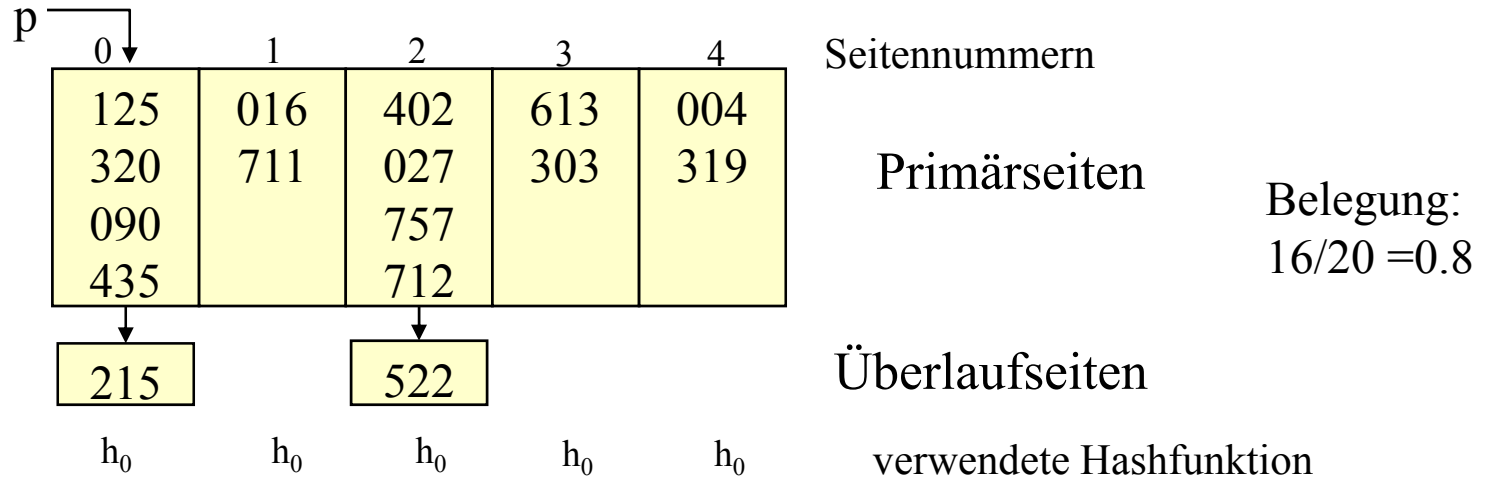 p
0 1 2 3 4 Seitennummern
125 016 402 613 004
320 711 027 303 319 Primärseiten
090 757 Belegung:
435 712 16/20 =0.8
215 522 Überlaufseiten
h₀ h₀ h₀ h₀ h₀ verwendete Hashfunktion